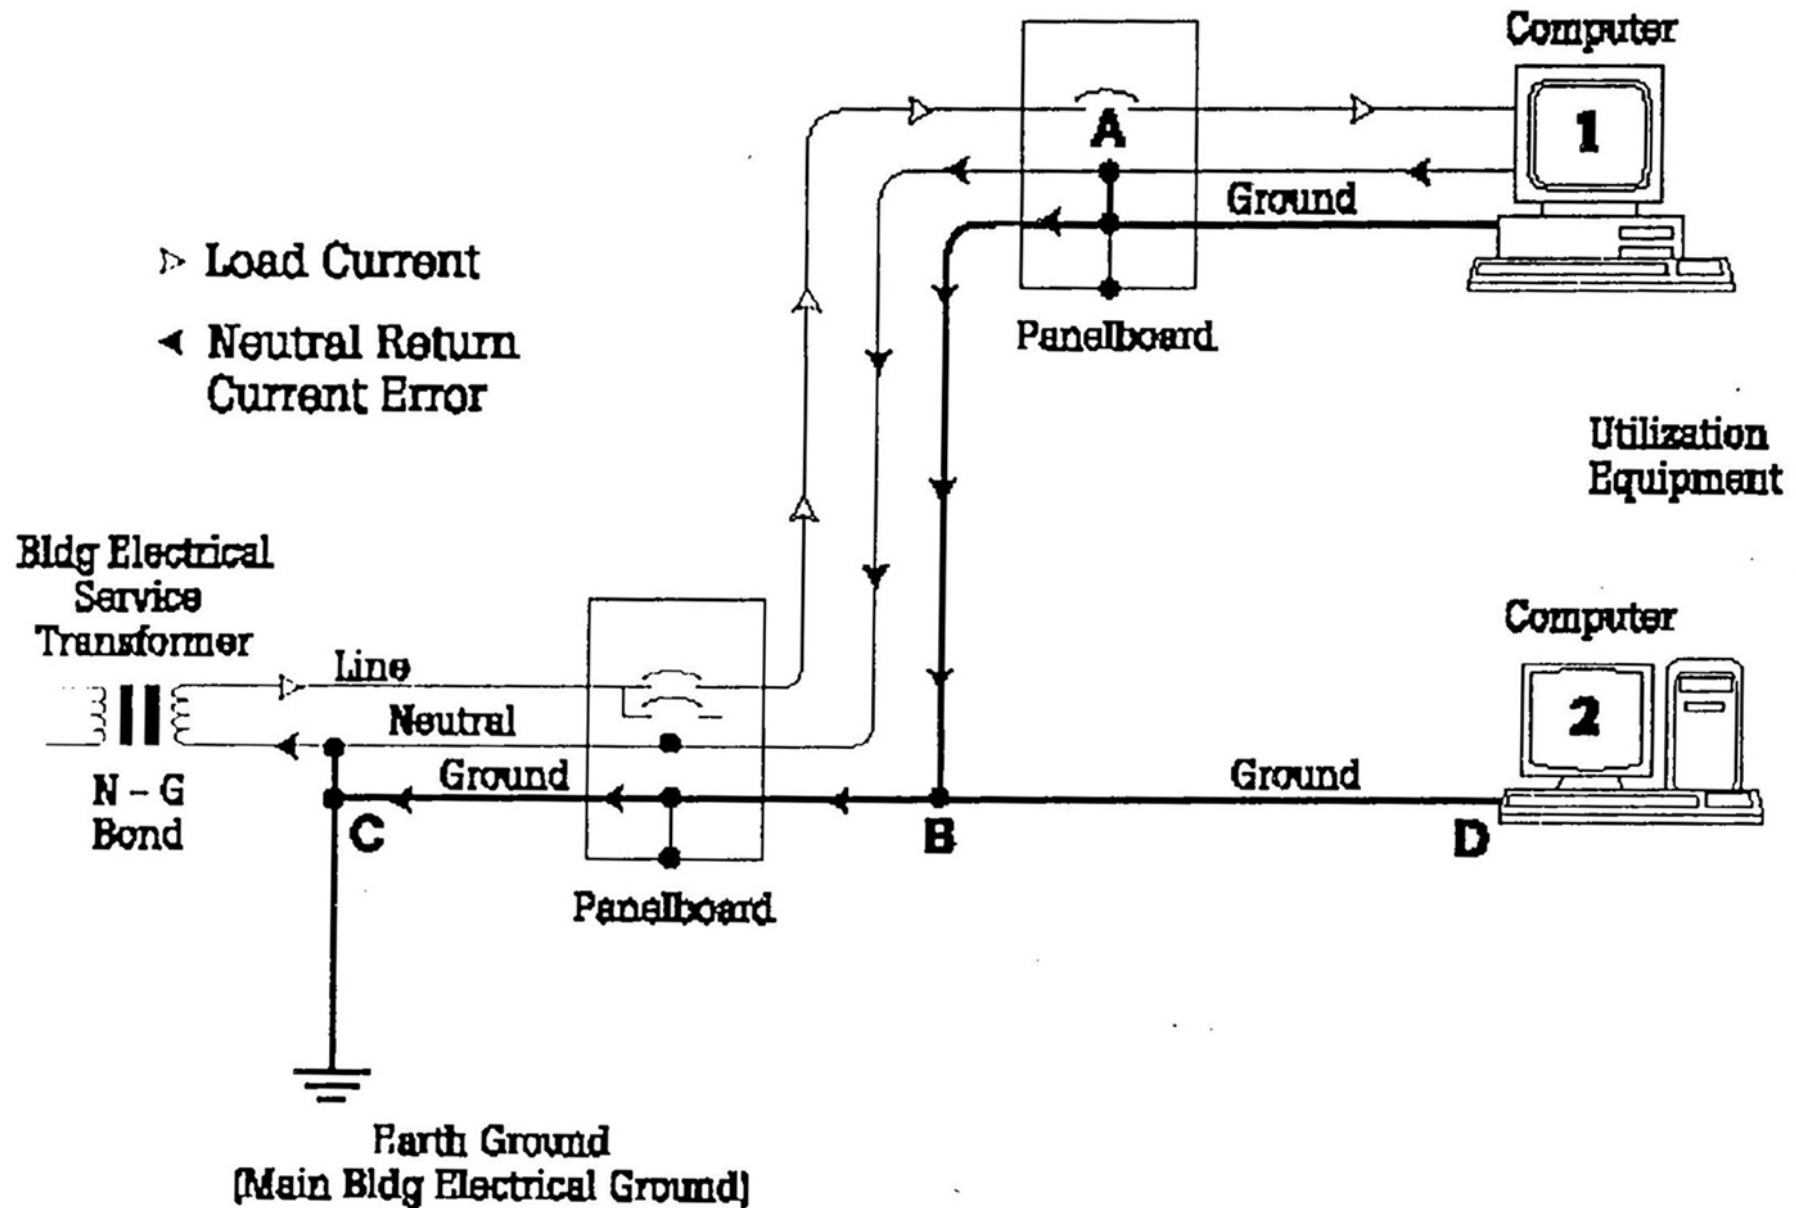 Computer
1
A
Ground
Panelboard
Load Current
Neutral Return
Current Error
Utilization
Equipment
Bldg Electrical
Service
Transformer
Line
Neutral
Ground
N - G
Bond
C
Panelboard
B
Computer
2
Ground
D
Earth Ground
(Main Bldg Electrical Ground)